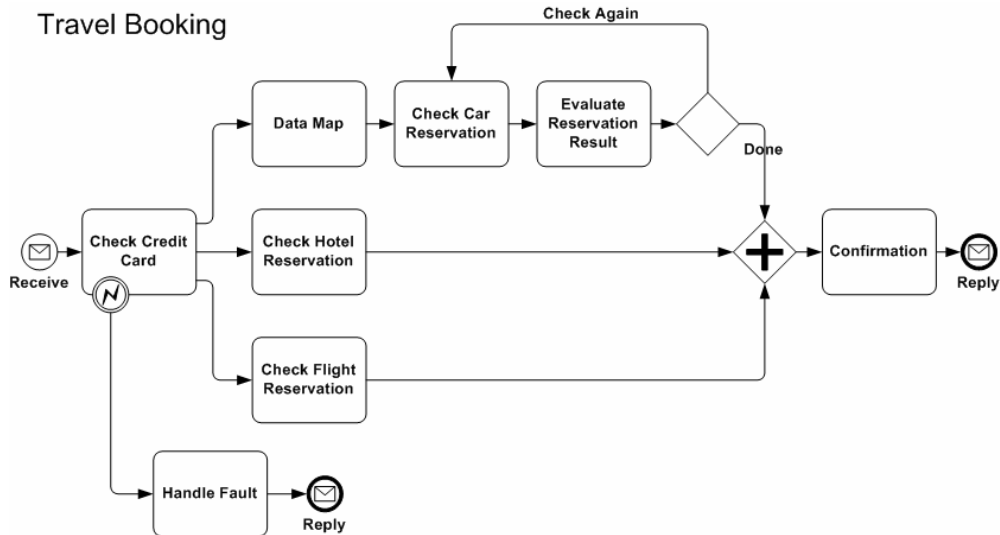 Travel Booking
Check Again
Data Map
Check Car
Reservation
Evaluate
Reservation
Result
Done
Receive
Check Credit
Card
Check Hotel
Reservation
Confirmation
Reply
Check Flight
Reservation
Handle Fault
Reply